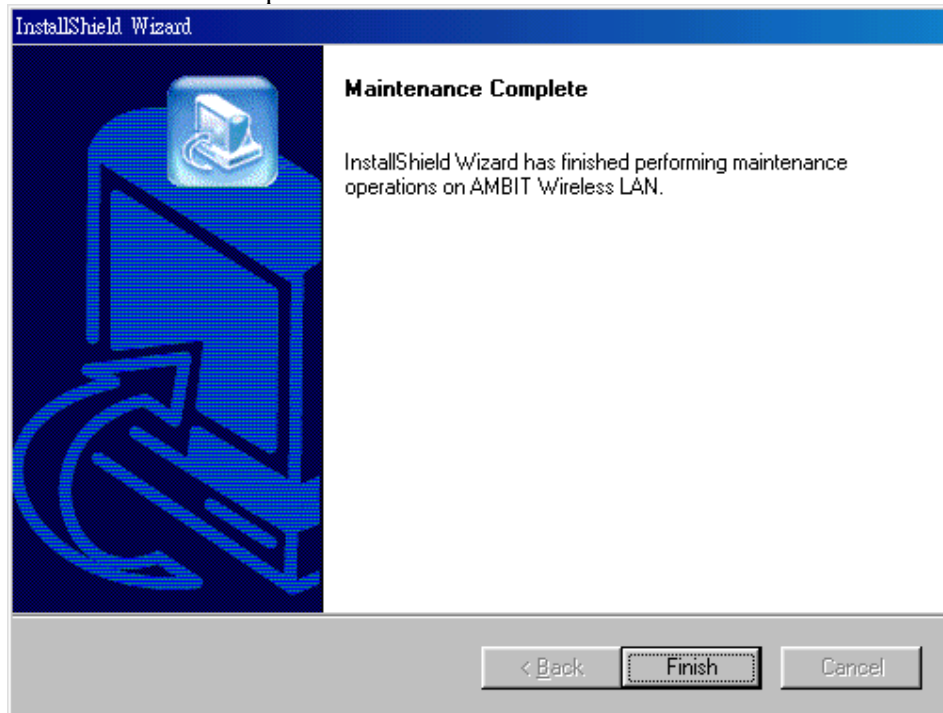 InstallShield Wizard
Maintenance Complete
InstallShield Wizard has finished performing maintenance
operations on AMBIT Wireless LAN.
< Back Finish Cancel